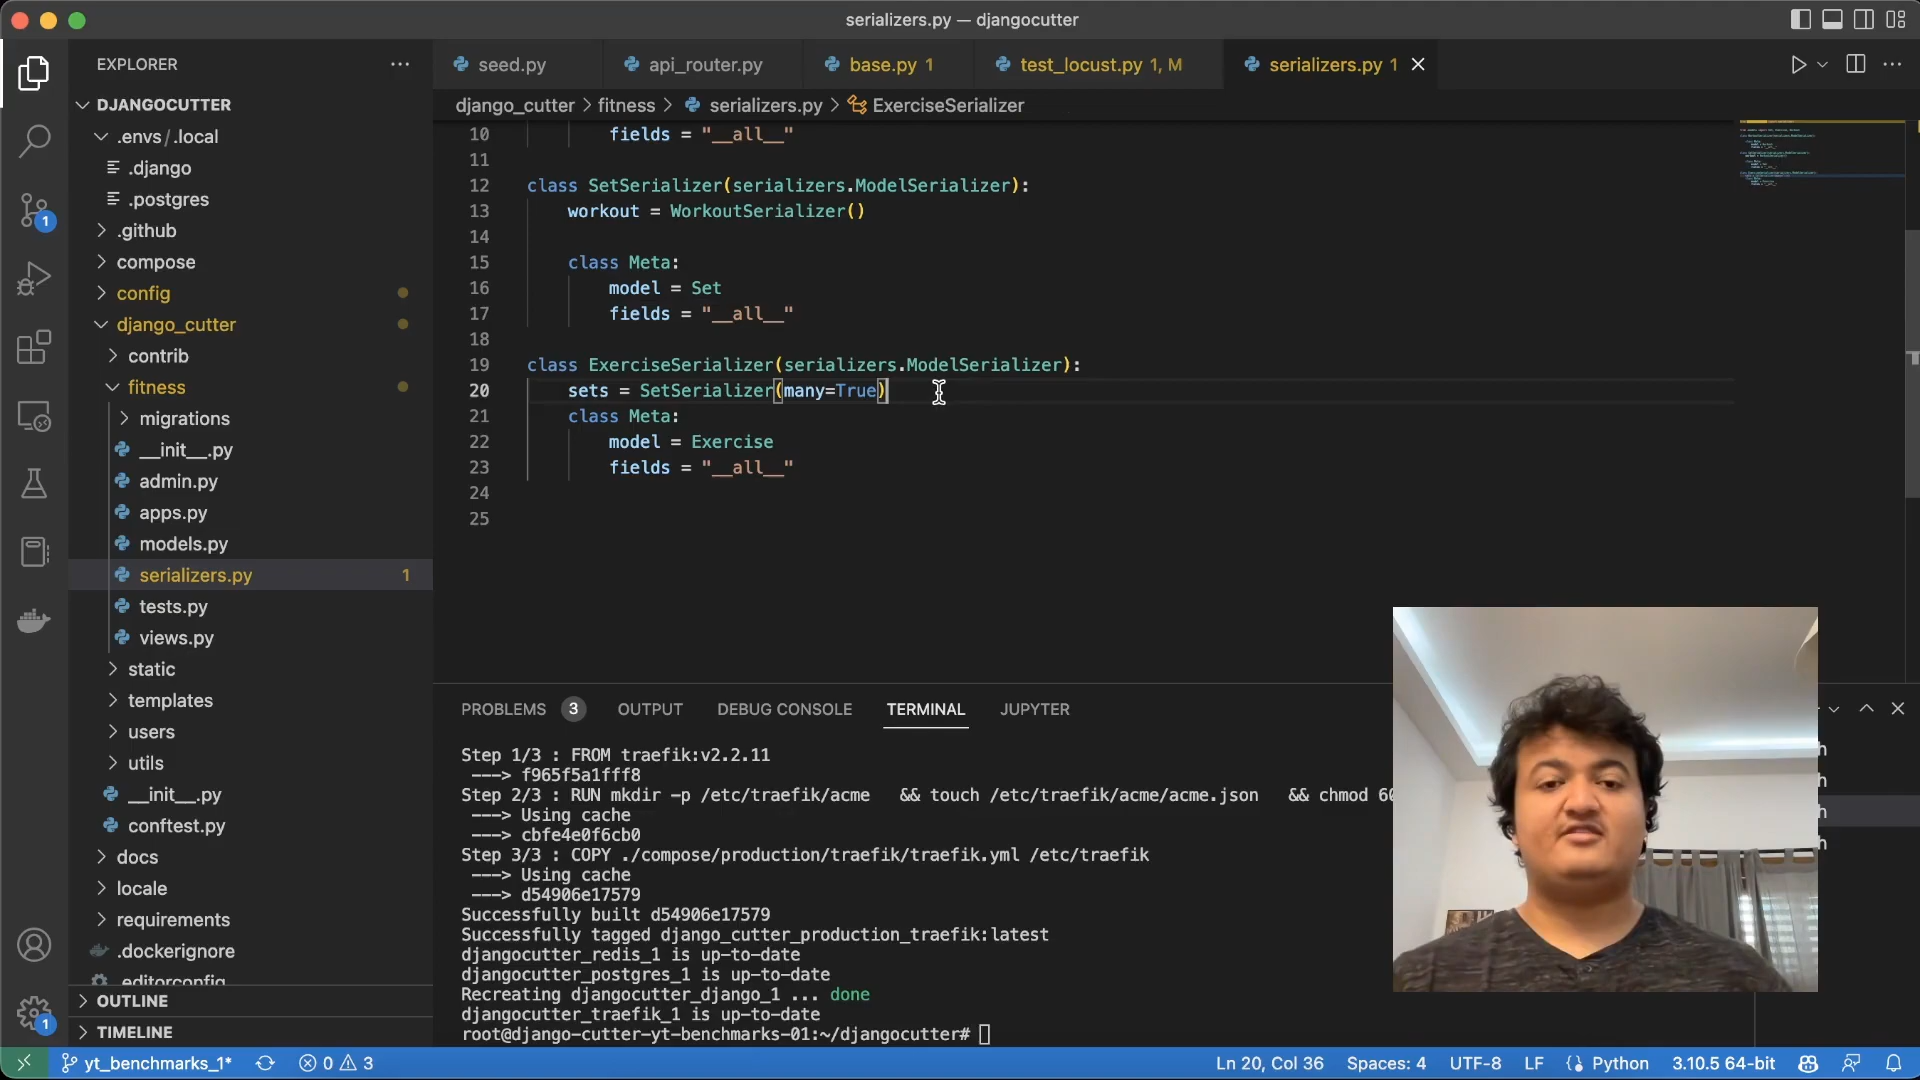 serializers.py — djangocutter
EXPLORER
seed.py
api_router.py
base.py 1
test_locust.py 1, M
serializers.py 1
DJANGOCUTTER
.envs / .local
.django
.postgres
.github
compose
config
django_cutter
contrib
fitness
migrations
__init__.py
admin.py
apps.py
models.py
serializers.py 1
tests.py
views.py
static
templates
users
utils
__init__.py
conftest.py
docs
locale
requirements
.dockerignore
.editorconfig
OUTLINE
TIMELINE
django_cutter > fitness > serializers.py > ExerciseSerializer
10 fields = "__all__"
11
12 class SetSerializer(serializers.ModelSerializer):
13 workout = WorkoutSerializer()
14
15 class Meta:
16 model = Set
17 fields = "__all__"
18
19 class ExerciseSerializer(serializers.ModelSerializer):
20 sets = SetSerializer(many=True)
21 class Meta:
22 model = Exercise
23 fields = "__all__"
24
25
PROBLEMS 3 OUTPUT DEBUG CONSOLE TERMINAL JUPYTER
Step 1/3 : FROM traefik:v2.2.11
---> f965f5a1fff8
Step 2/3 : RUN mkdir -p /etc/traefik/acme && touch /etc/traefik/acme/acme.json && chmod 60
---> Using cache
---> cbfe4e0f6cb0
Step 3/3 : COPY ./compose/production/traefik/traefik.yml /etc/traefik
---> Using cache
---> d54906e17579
Successfully built d54906e17579
Successfully tagged django_cutter_production_traefik:latest
djangocutter_redis_1 is up-to-date
djangocutter_postgres_1 is up-to-date
Recreating djangocutter_django_1 ... done
djangocutter_traefik_1 is up-to-date
root@django-cutter-yt-benchmarks-01:~/djangocutter#
h
h
h
h
1
1
yt_benchmarks_1* 0 3
Ln 20, Col 36 Spaces: 4 UTF-8 LF Python 3.10.5 64-bit